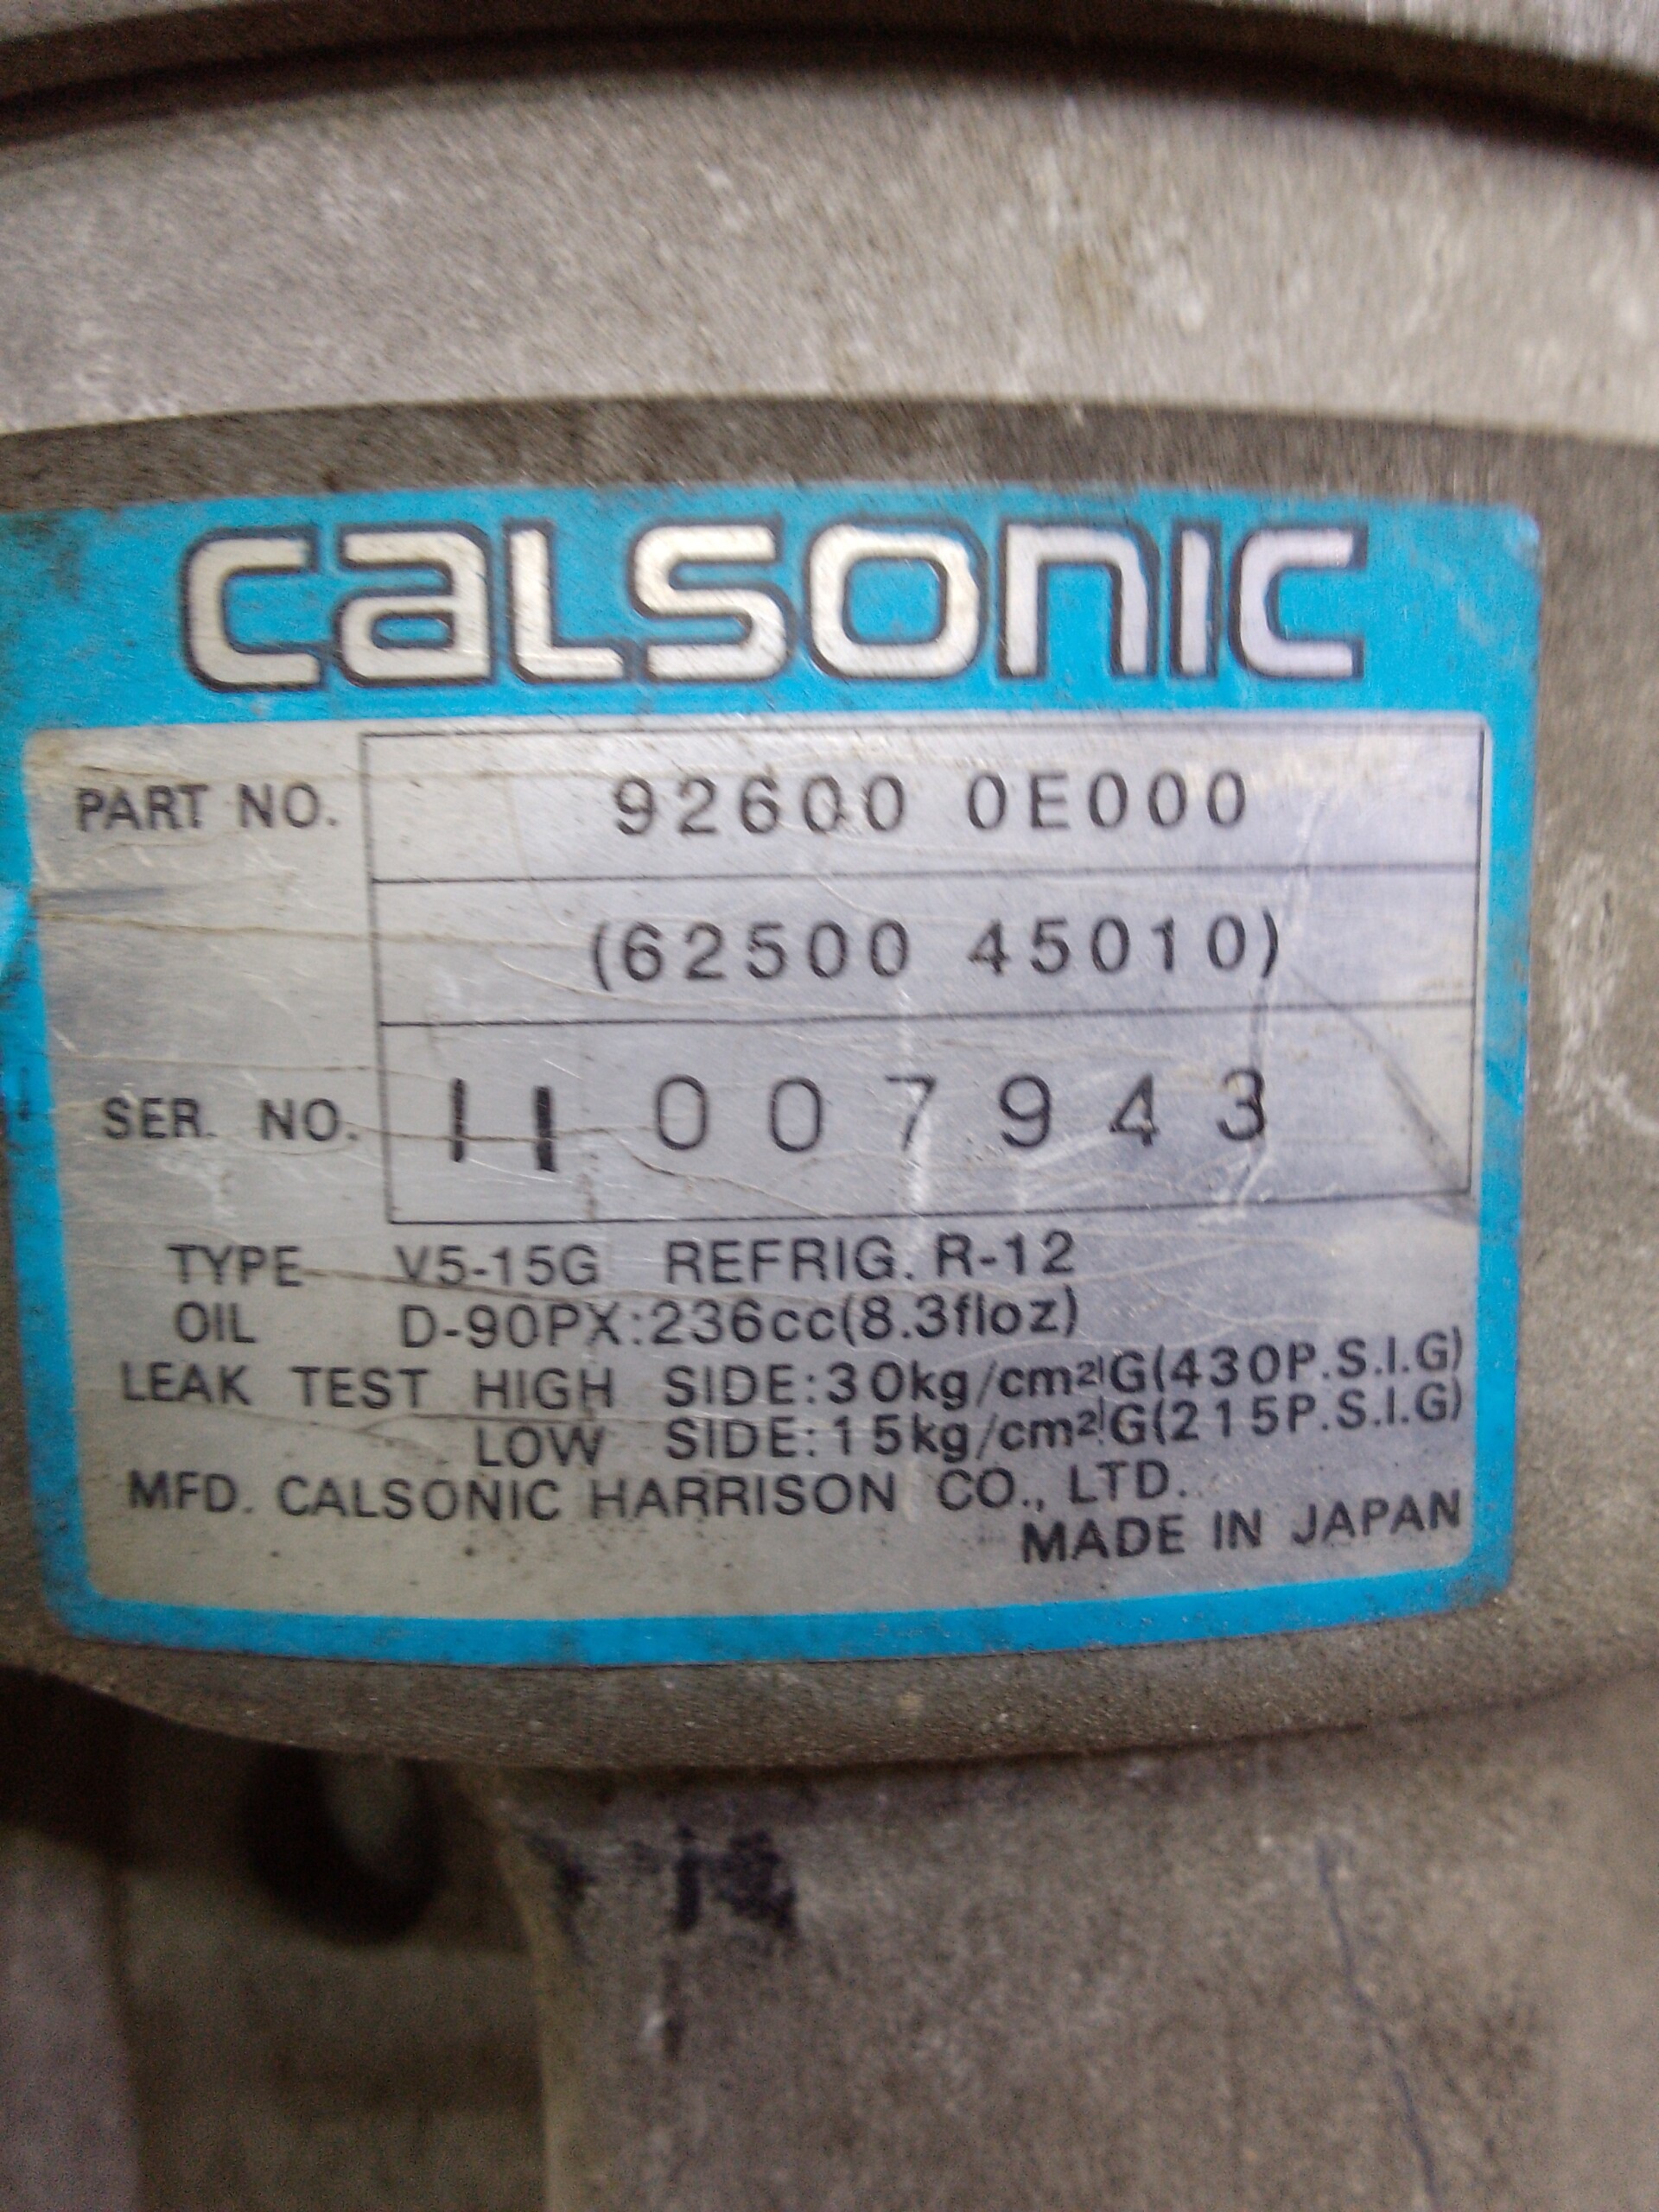 CALSONIC
PART NO. 92600 0E000
(62500 45010)
SER. NO. 11007943
TYPE V5-15G REFRIG. R-12
OIL D-90PX:236cc(8.3floz)
LEAK TEST HIGH SIDE:30kg/cm²G(430P.S.I.G)
LOW SIDE:15kg/cm²G(215P.S.I.G)
MFD. CALSONIC HARRISON CO., LTD.
MADE IN JAPAN